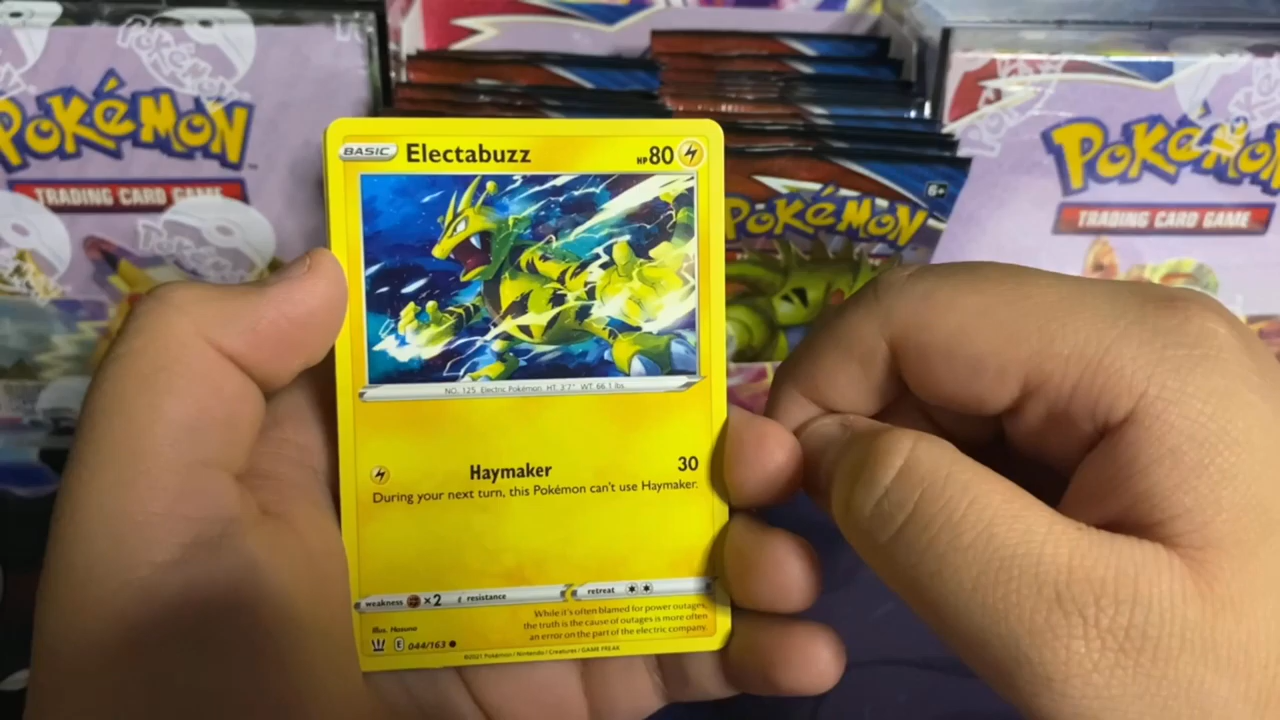 POKéMON
TRADING CARD GAME
BASIC Electabuzz HP80
NO. 125 Electric Pokémon HT: 3'7" WT: 66.1 lbs.
Haymaker 30
During your next turn, this Pokémon can't use Haymaker.
weakness ×2 resistance retreat
While it's often blamed for power outages,
the truth is the cause of outages is more often
an error on the part of the electric company.
Illus. Hasuno
E 044/163
©2021 Pokémon / Nintendo / Creatures / GAME FREAK
6+
POKéMON
POKéMON
TRADING CARD GAME